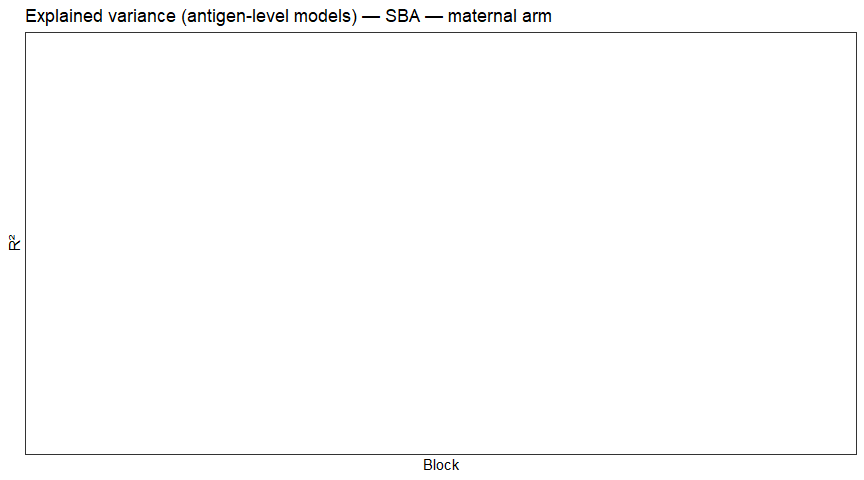 Explained variance (antigen-level models) — SBA — maternal arm
R²
Block